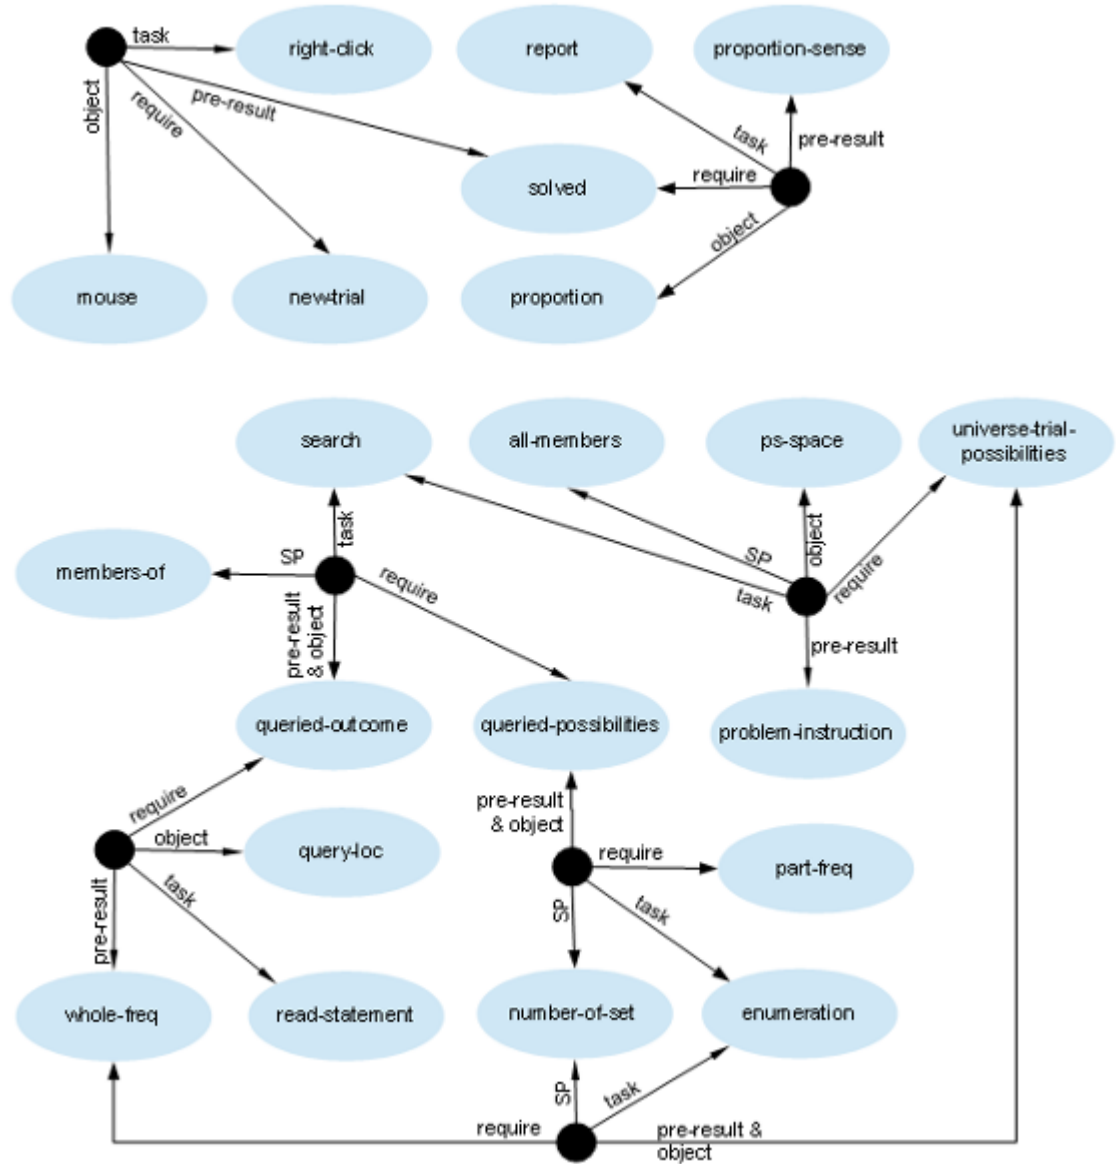 task
right-click
report
proportion-sense
object
require
pre-result
task
pre-result
require
solved
object
mouse
new-trial
proportion
search
all-members
ps-space
universe-trial-
possibilities
task
SP
members-of
require
pre-result
& object
SP
task
object
require
pre-result
queried-outcome
queried-possibilities
problem-instruction
require
object
query-loc
pre-result
task
pre-result
& object
require
part-freq
SP
task
whole-freq
read-statement
number-of-set
enumeration
SP
task
require
pre-result &
object